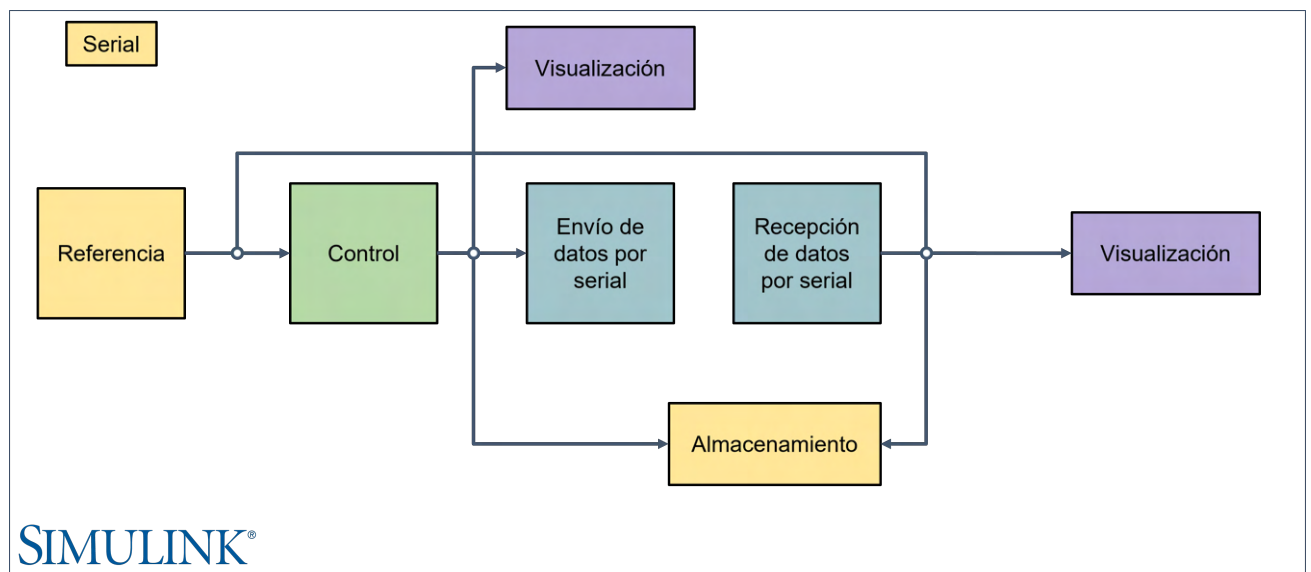 Serial
Visualización
Referencia
Control
Envío de
datos por
serial
Recepción
de datos
por serial
Visualización
Almacenamiento
SIMULINK®